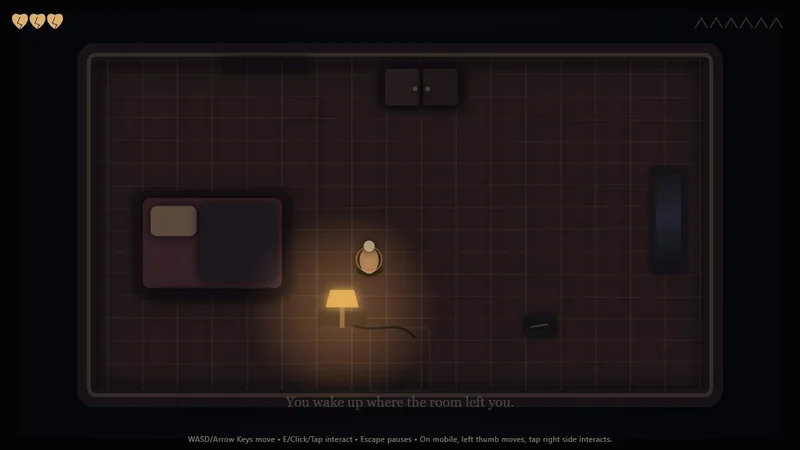 You wake up where the room left you.
WASD/Arrow Keys move • E/Click/Tap interact • Escape pauses • On mobile, left thumb moves, tap right side interacts.